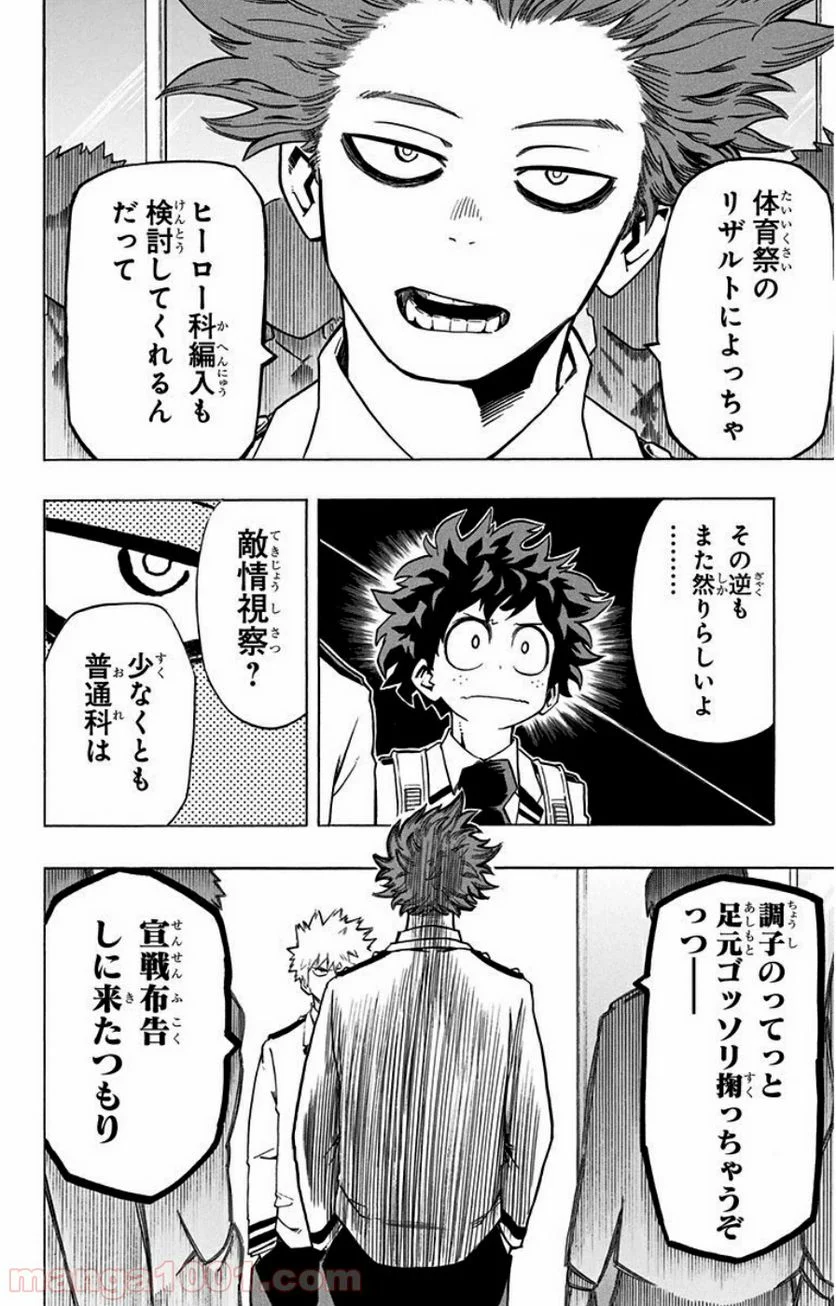 体育祭の
リザルトによっちゃ
ヒーロー科編入も
検討してくれるん
だって
その逆も
また然りらしいよ
………
敵情視察?
少なくとも
普通科は
調子のってっと
足元ゴッソリ掬っちゃうぞ
っつ——
宣戦布告
しに来たつもり
manga1001.com